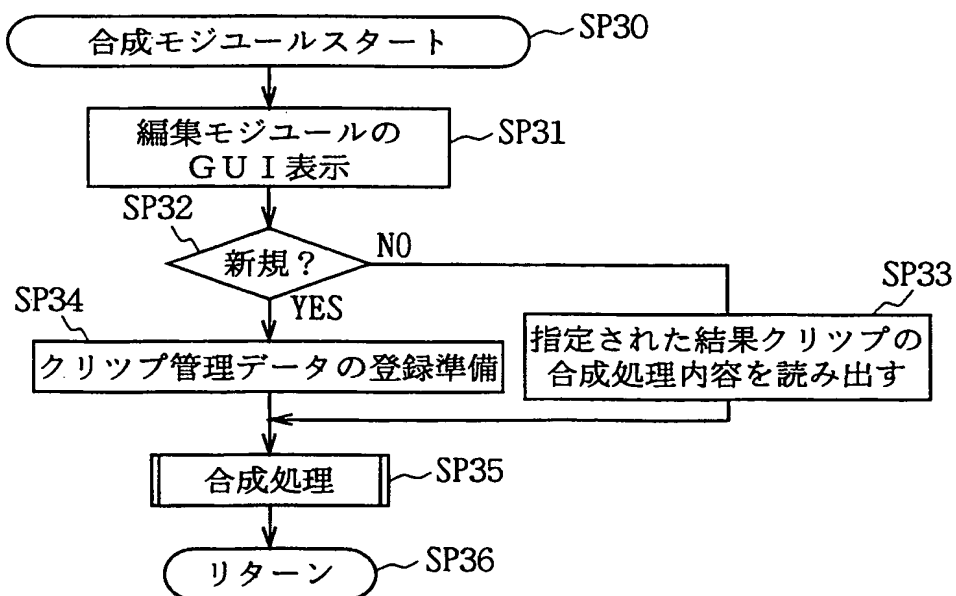 合成モジユールスタート
SP30
編集モジユールの
ＧＵＩ表示
SP31
SP32
新規？
NO
YES
SP33
指定された結果クリツプの
合成処理内容を読み出す
SP34
クリツプ管理データの登録準備
合成処理
SP35
リターン
SP36